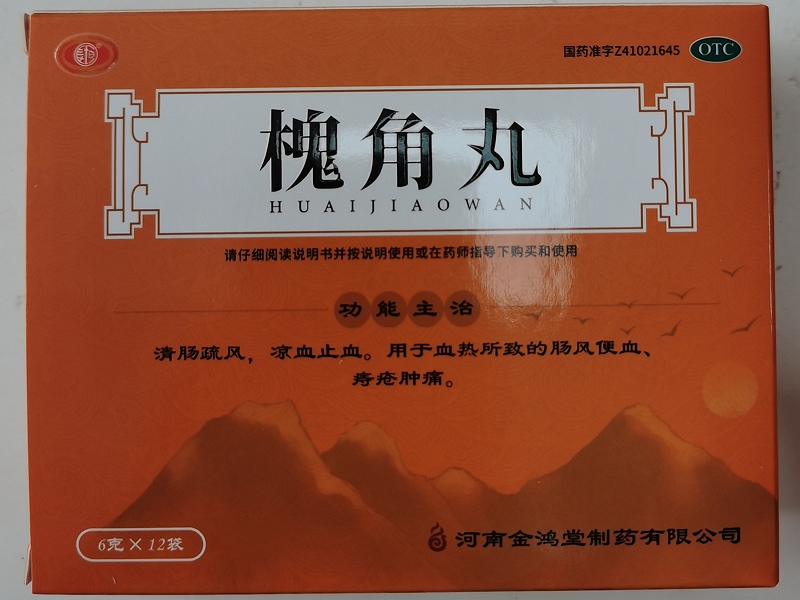 国药准字Z41021645
OTC
槐角丸
HUAIJIAOWAN
请仔细阅读说明书并按说明使用或在药师指导下购买和使用
功能主治
清肠疏风，凉血止血。用于血热所致的肠风便血、
痔疮肿痛。
6克×12袋
河南金鸿堂制药有限公司